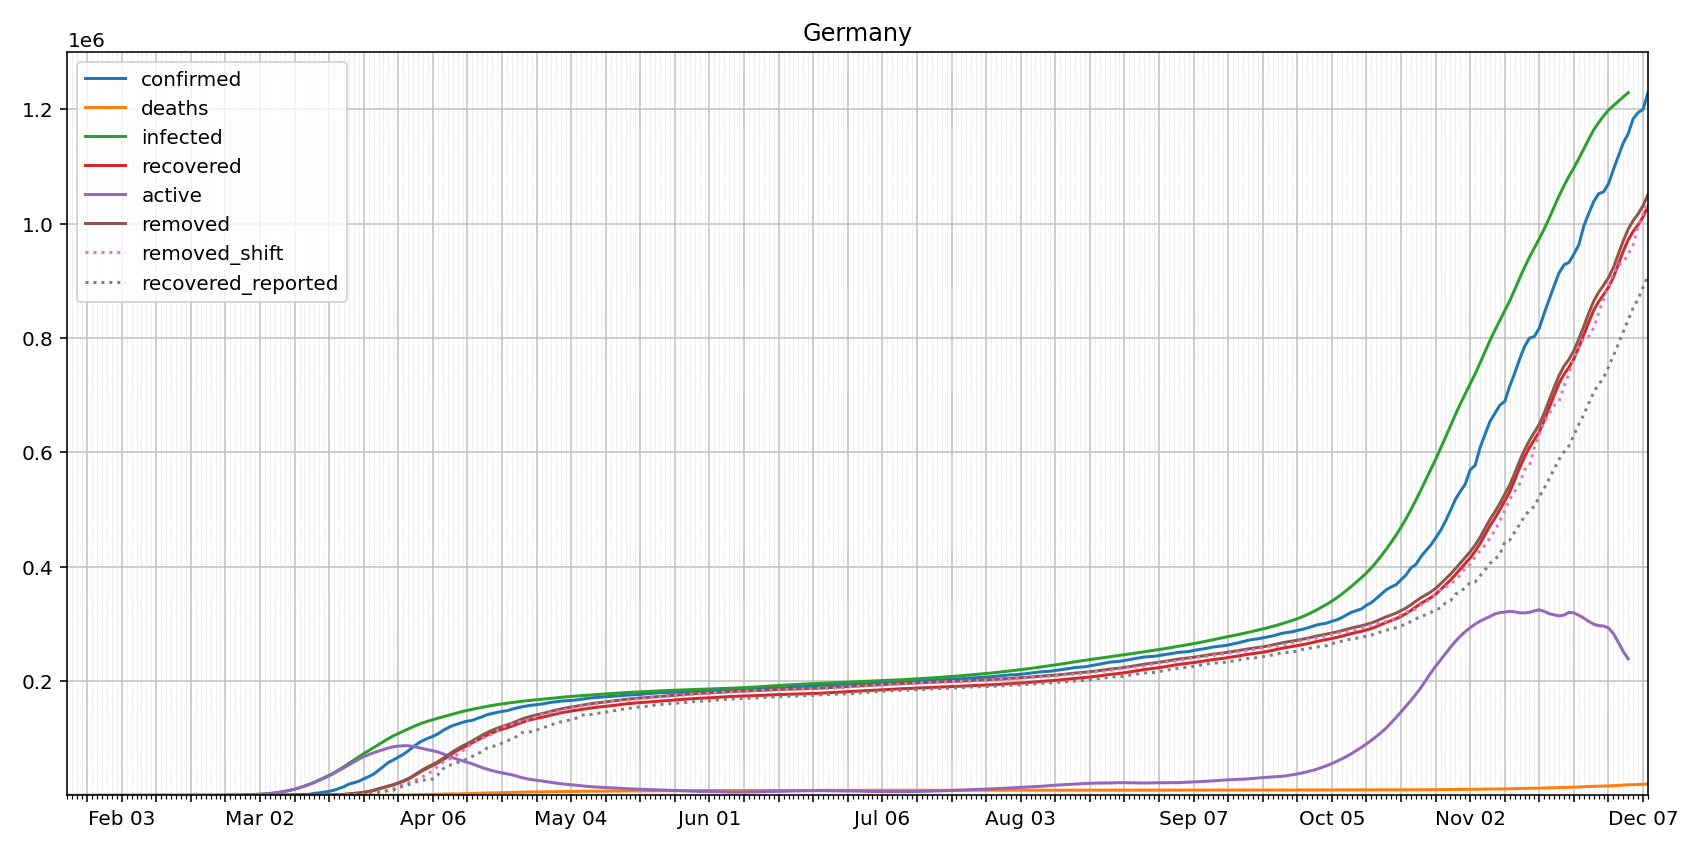 Germany
1e6
confirmed
deaths
infected
recovered
active
removed
removed_shift
recovered_reported
1.2
1.0
0.8
0.6
0.4
0.2
Feb 03 Mar 02 Apr 06 May 04 Jun 01 Jul 06 Aug 03 Sep 07 Oct 05 Nov 02 Dec 07